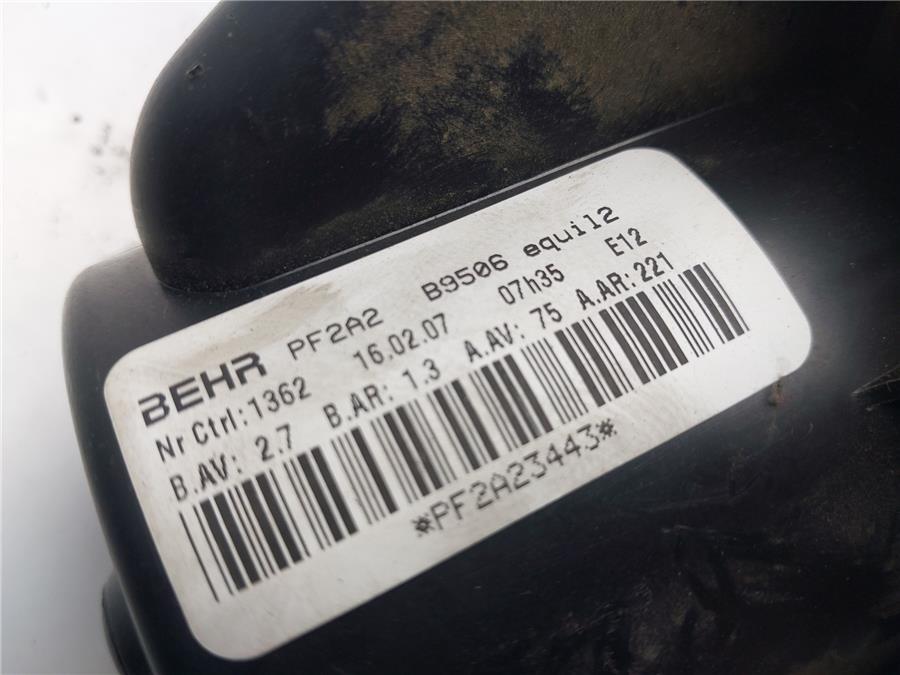 BEHR PF2A2 B9506 equil2
Nr Ctrl:1362 16.02.07 07h35 E12
B.AV: 2.7 B.AR: 1.3 A.AV: 75 A.AR:221
*PF2A23443*